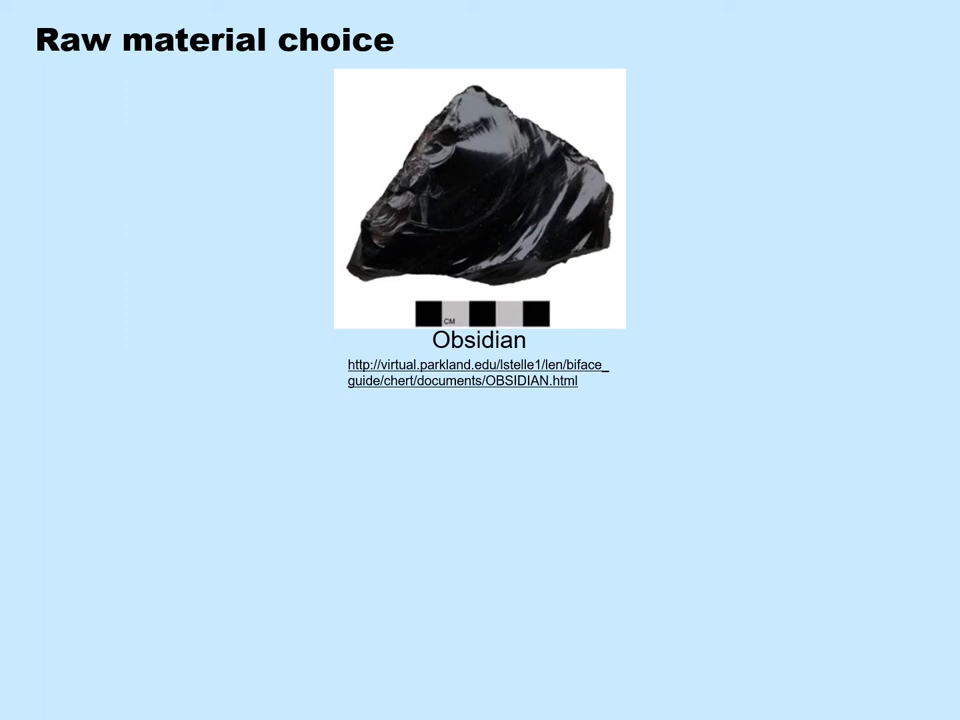 Raw material choice
CM
Obsidian
http://virtual.parkland.edu/lstelle1/len/biface_
guide/chert/documents/OBSIDIAN.html